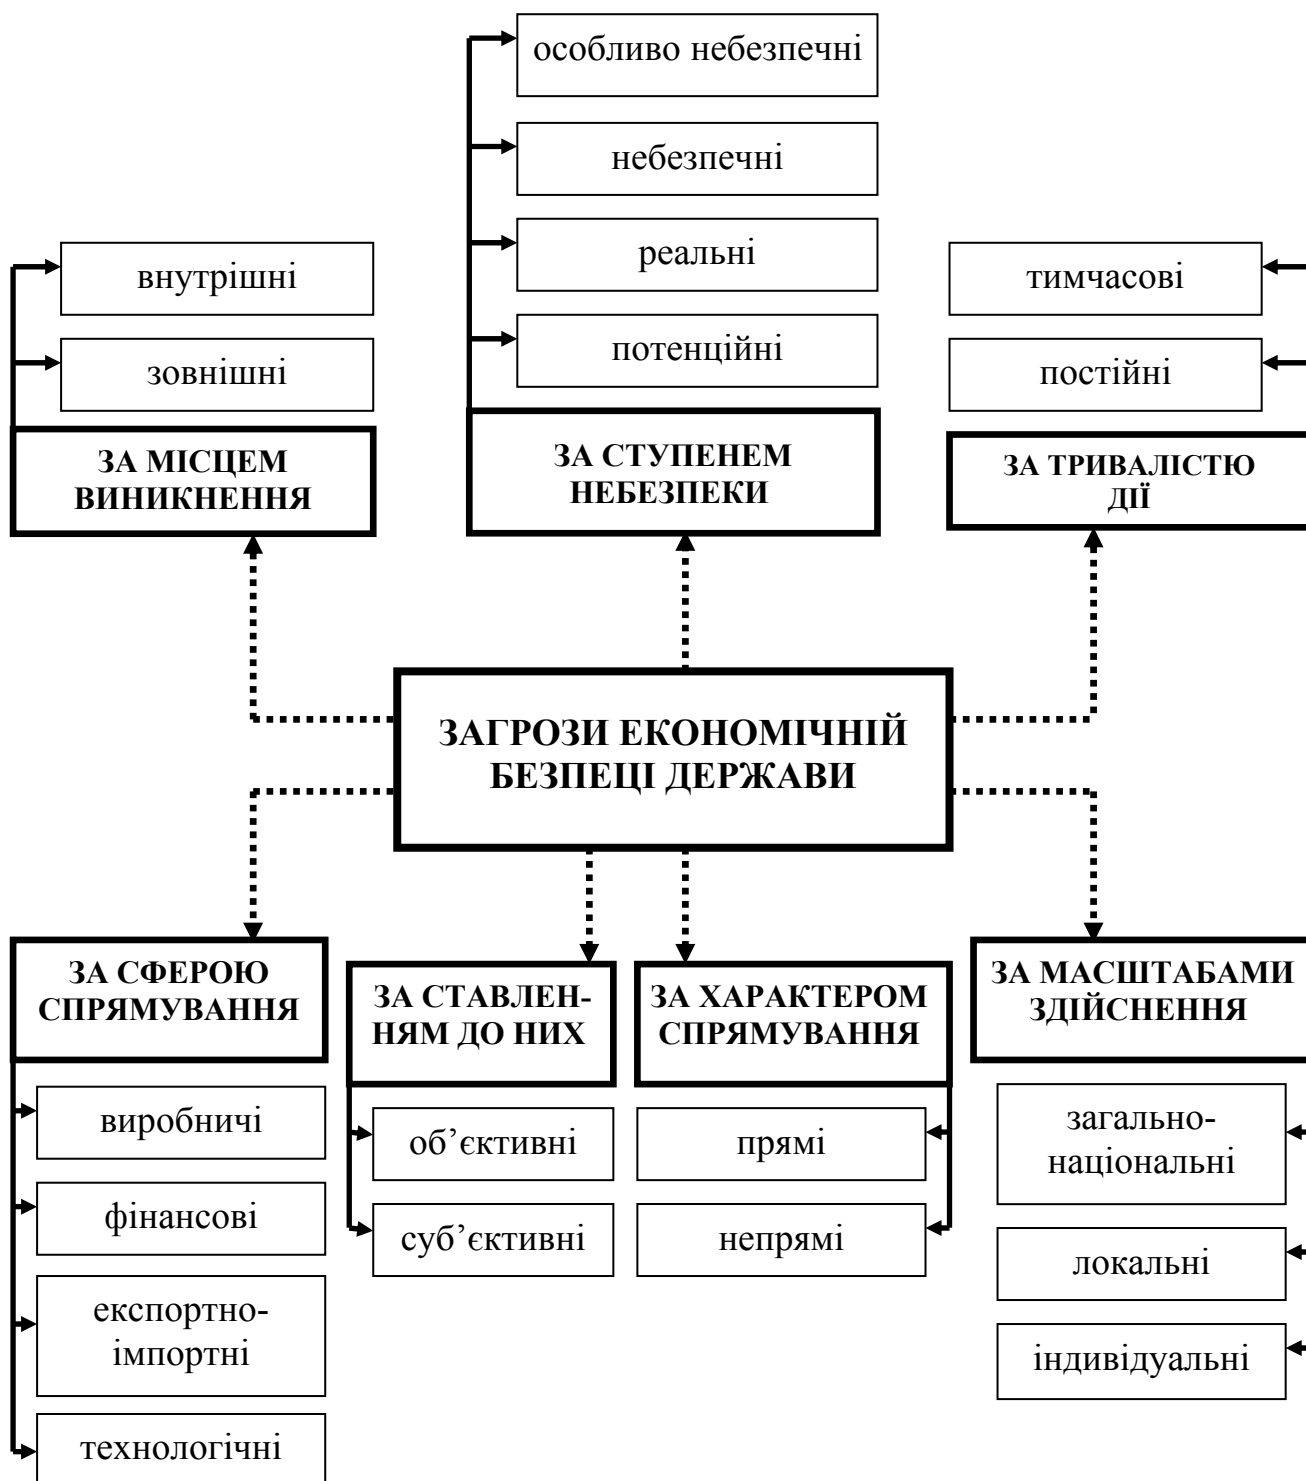 особливо небезпечні
небезпечні
реальні
потенційні
внутрішні
зовнішні
тимчасові
постійні
ЗА МІСЦЕМ
ВИНИКНЕННЯ
ЗА СТУПЕНЕМ
НЕБЕЗПЕКИ
ЗА ТРИВАЛІСТЮ
ДІЇ
ЗАГРОЗИ ЕКОНОМІЧНІЙ
БЕЗПЕЦІ ДЕРЖАВИ
ЗА СФЕРОЮ
СПРЯМУВАННЯ
ЗА СТАВЛЕН-
НЯМ ДО НИХ
ЗА ХАРАКТЕРОМ
СПРЯМУВАННЯ
ЗА МАСШТАБАМИ
ЗДІЙСНЕННЯ
виробничі
фінансові
експортно-
імпортні
технологічні
об’єктивні
суб’єктивні
прямі
непрямі
загально-
національні
локальні
індивідуальні